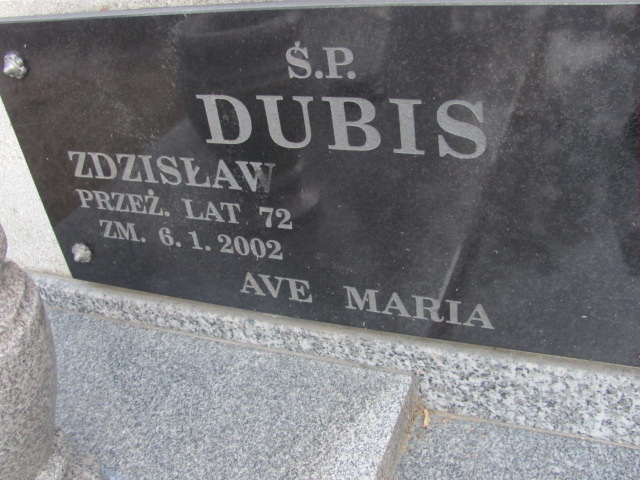 Ś.P.
DUBIS
ZDZISŁAW
PRZEŻ. LAT 72
ZM. 6.1.2002
AVE MARIA